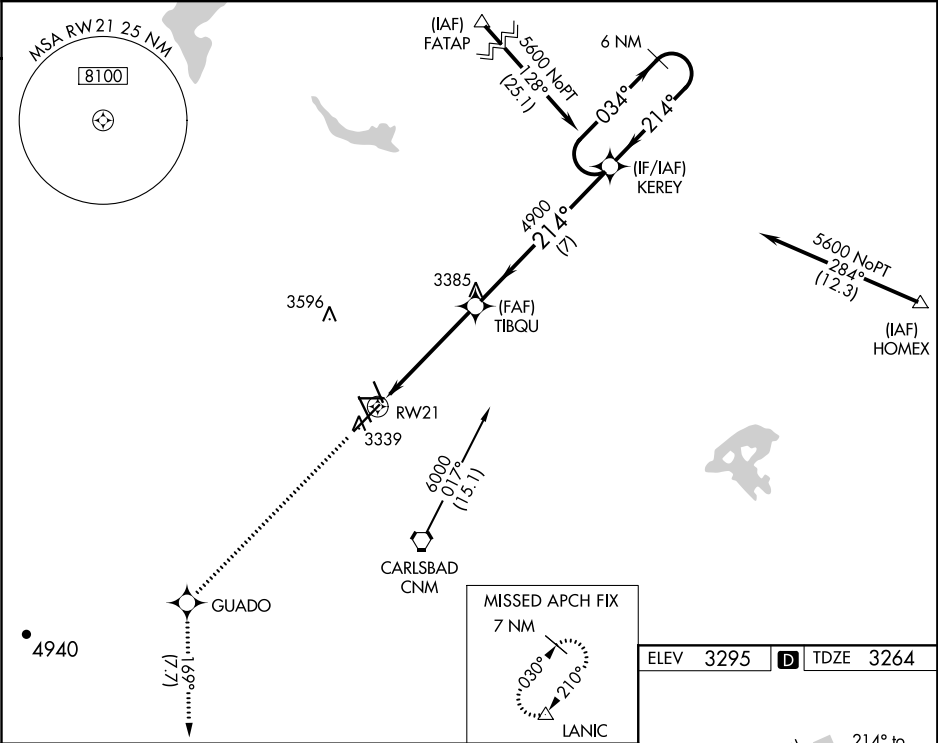 MSA RW21 25 NM
8100
(IAF)
FATAP
5600 NoPT
128°
(25.1)
6 NM
034°
214°
(IF/IAF)
KEREY
4900
214°
(7)
5600 NoPT
284°
(12.3)
(IAF)
HOMEX
3385
(FAF)
TIBQU
3596
RW21
3339
6000
017°
(15.1)
CARLSBAD
CNM
GUADO
4940
169°
(7.7)
MISSED APCH FIX
7 NM
030°
210°
LANIC
ELEV 3295 D TDZE 3264
214° to